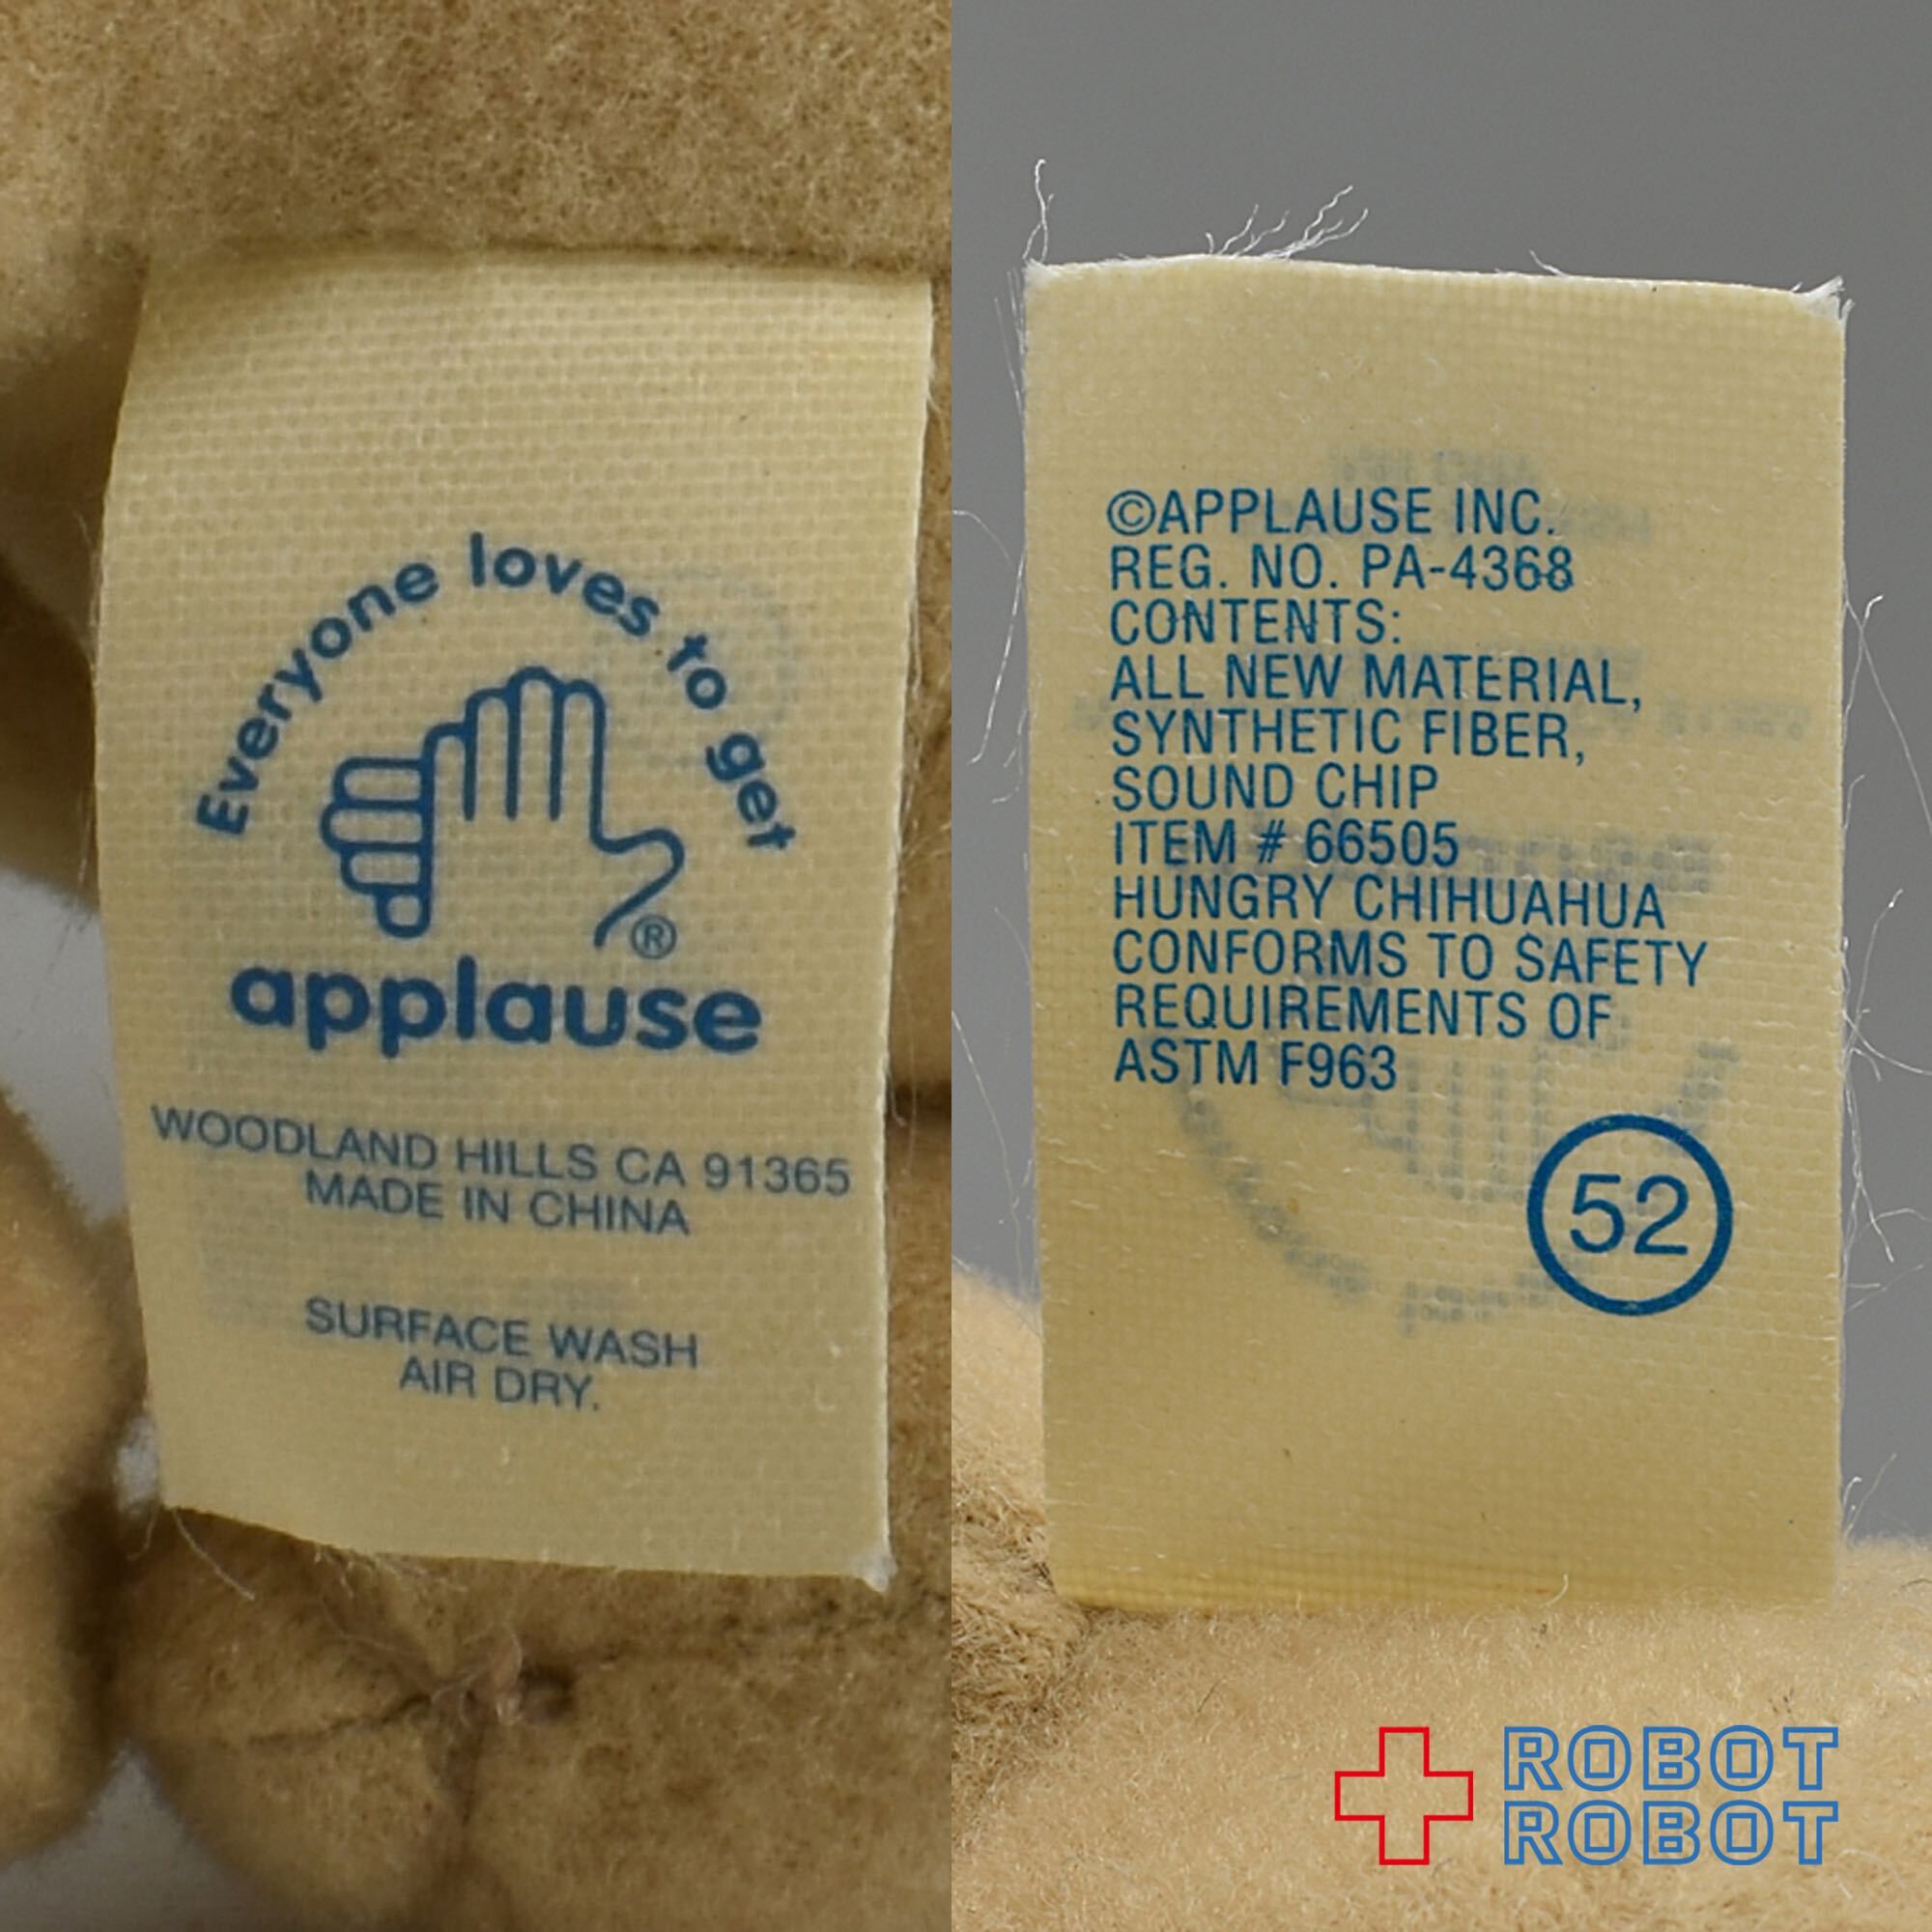 Everyone loves to get
®
applause
WOODLAND HILLS CA 91365
MADE IN CHINA
SURFACE WASH
AIR DRY.
©APPLAUSE INC.
REG. NO. PA-4368
CONTENTS:
ALL NEW MATERIAL,
SYNTHETIC FIBER,
SOUND CHIP
ITEM # 66505
HUNGRY CHIHUAHUA
CONFORMS TO SAFETY
REQUIREMENTS OF
ASTM F963
52
ROBOT
ROBOT